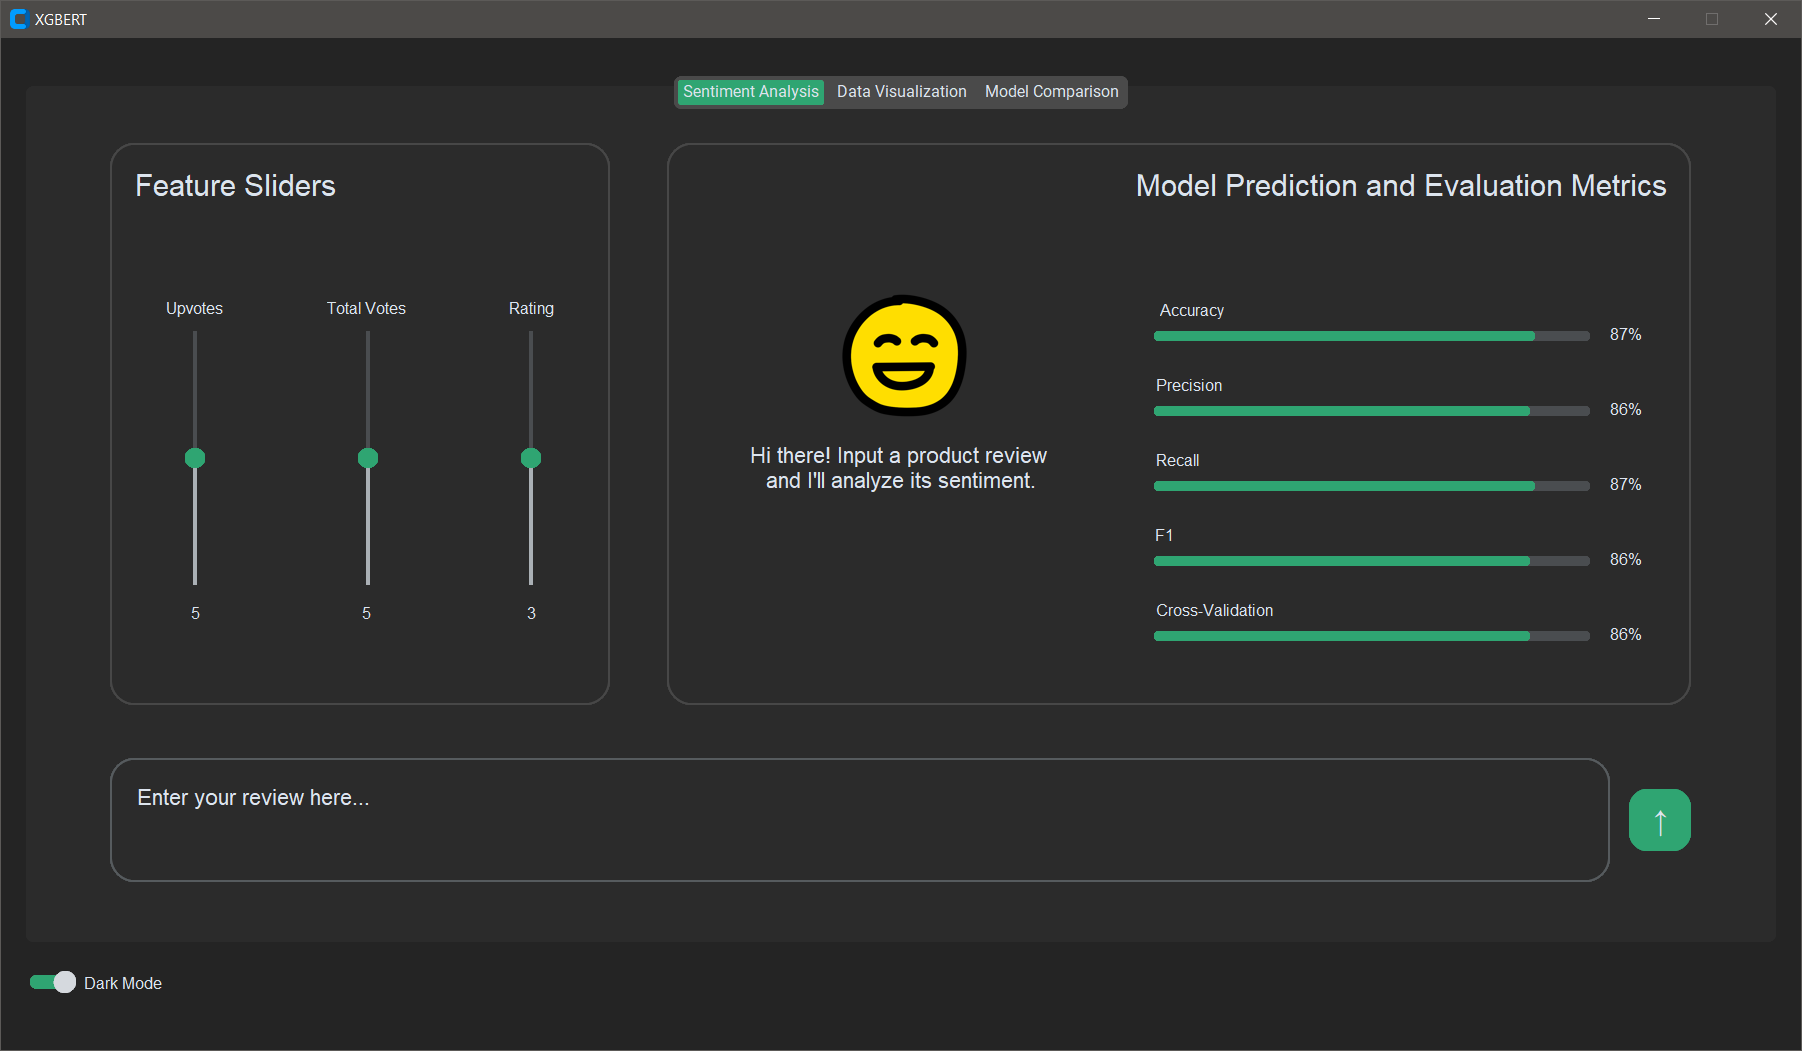 XGBERT
Sentiment Analysis
Data Visualization
Model Comparison
Feature Sliders
Upvotes
Total Votes
Rating
5
5
3
Model Prediction and Evaluation Metrics
Hi there! Input a product review
and I'll analyze its sentiment.
Accuracy
87%
Precision
86%
Recall
87%
F1
86%
Cross-Validation
86%
Enter your review here...
↑
Dark Mode